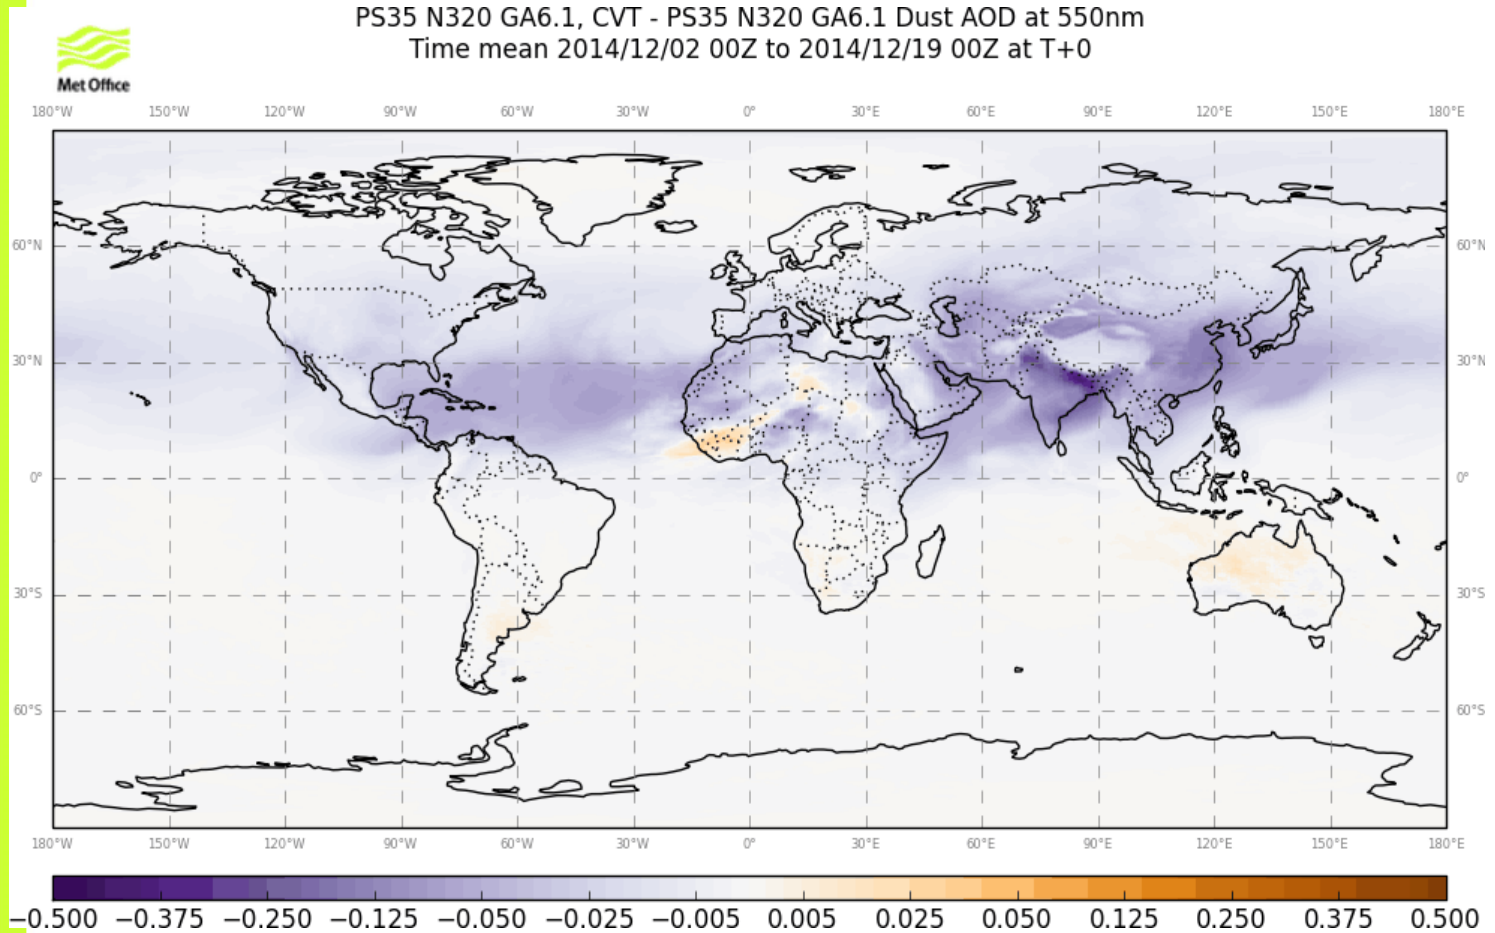 PS35 N320 GA6.1, CVT - PS35 N320 GA6.1 Dust AOD at 550nm
Time mean 2014/12/02 00Z to 2014/12/19 00Z at T+0
Met Office
180°W 150°W 120°W 90°W 60°W 30°W 0° 30°E 60°E 90°E 120°E 150°E 180°E
60°N 60°N
30°N 30°N
0° 0°
30°S 30°S
60°S 60°S
180°W 150°W 120°W 90°W 60°W 30°W 0° 30°E 60°E 90°E 120°E 150°E 180°E
−0.500 −0.375 −0.250 −0.125 −0.050 −0.025 −0.005 0.005 0.025 0.050 0.125 0.250 0.375 0.500